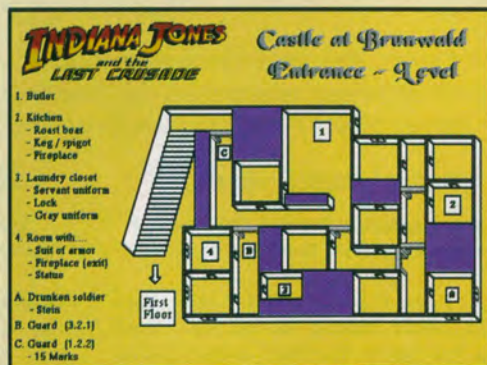 INDIANA JONES
and the
LAST CRUSADE
Castle at Brunwald
Entrance ~ Level
1. Butler
2. Kitchen
- Roast boar
- Keg / spigot
- Fireplace
3. Laundry closet
- Servant uniform
- Lock
- Gray uniform
4. Room with....
- Suit of armor
- Fireplace (exit)
- Statue
A. Drunken soldier
- Stein
B. Guard (3.2.1)
C. Guard (1.2.2)
- 15 Marks
1
C
2
4
B
3
First
Floor